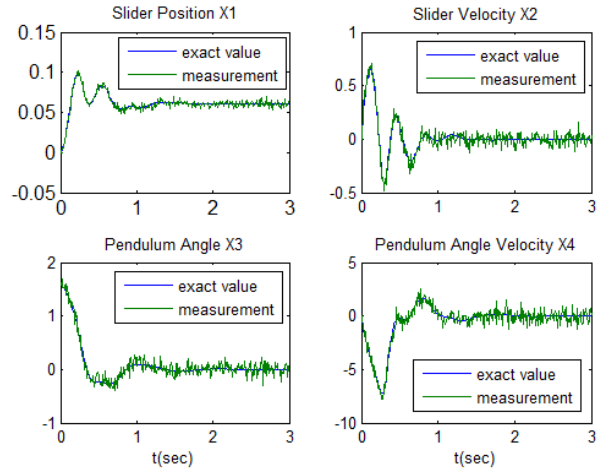 Slider Position X1
0.15
0.1
0.05
0
-0.05
0 1 2 3
exact value
measurement
Slider Velocity X2
1
0.5
0
-0.5
0 1 2 3
exact value
measurement
Pendulum Angle X3
2
1
0
-1
0 1 2 3
t(sec)
exact value
measurement
Pendulum Angle Velocity X4
5
0
-5
-10
0 1 2 3
t(sec)
exact value
measurement